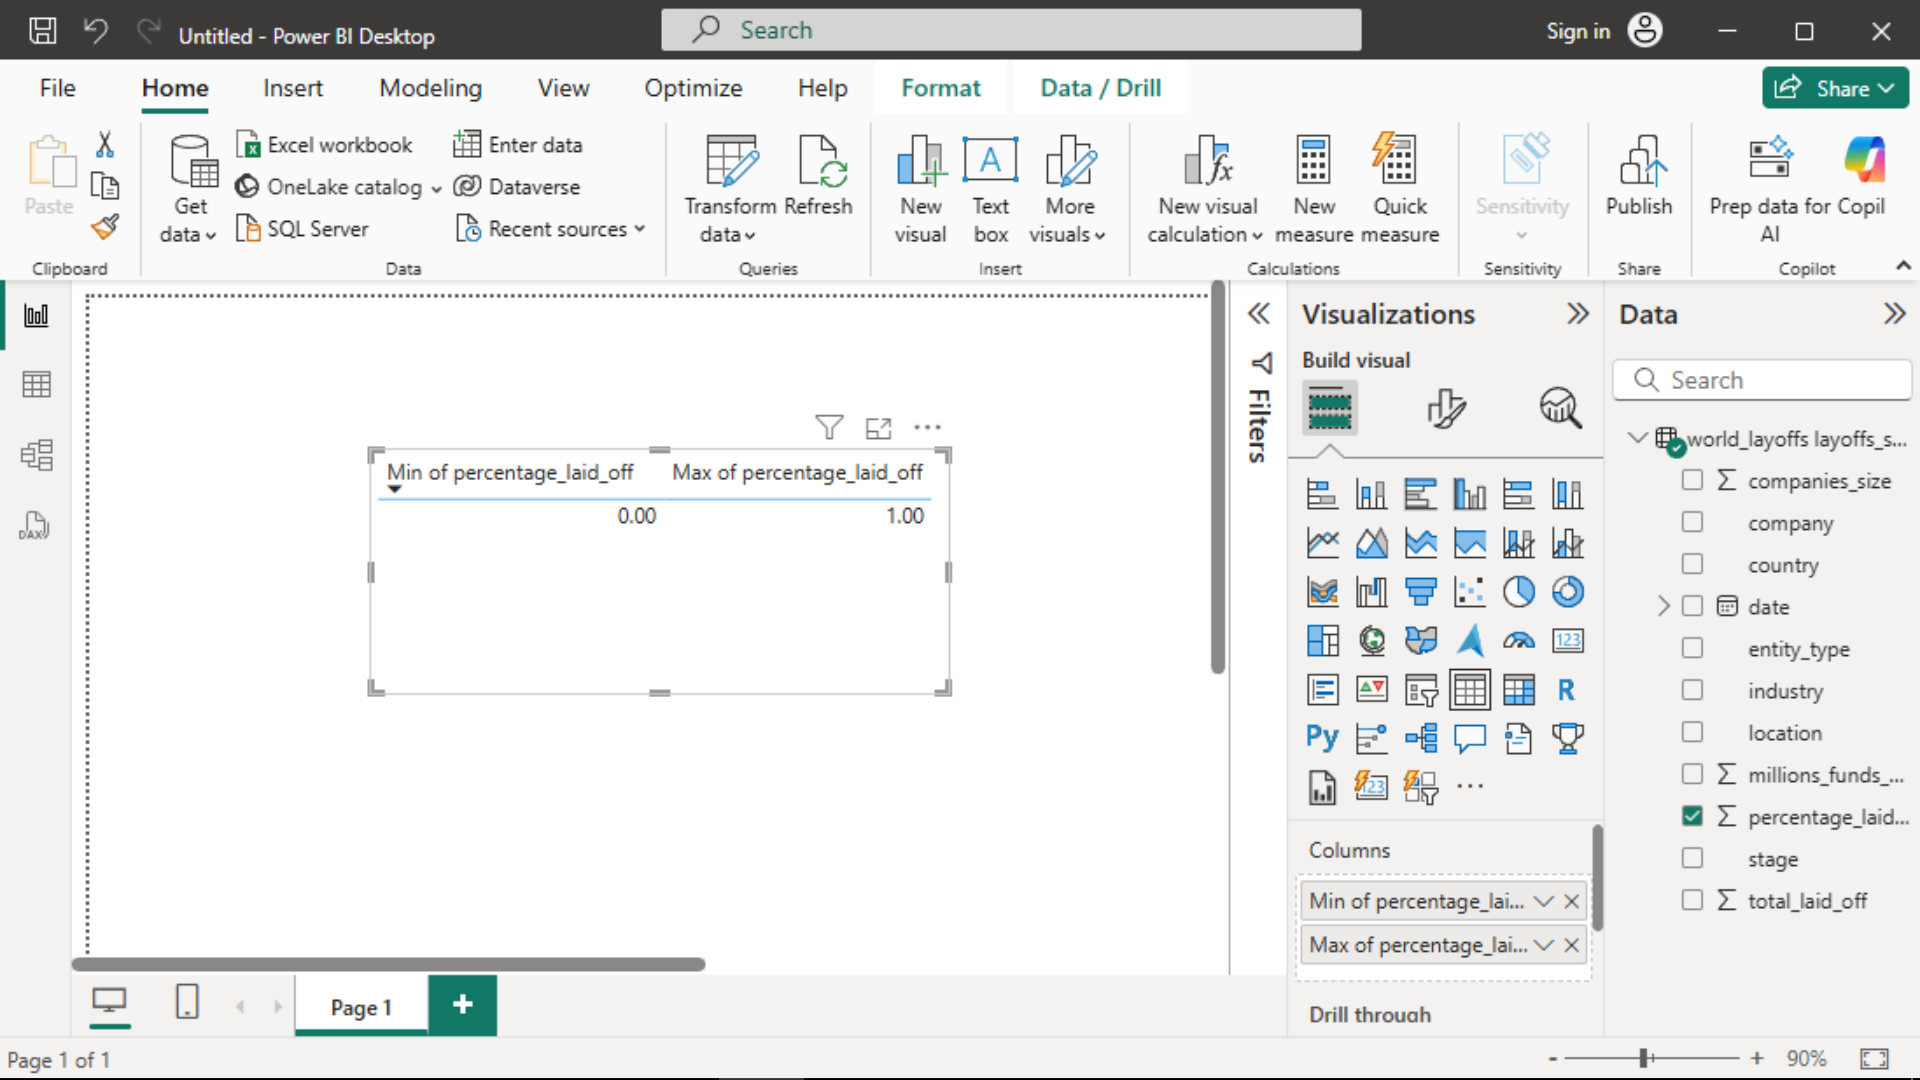 Untitled - Power BI Desktop
Search
Sign in
File
Home
Insert
Modeling
View
Optimize
Help
Format
Data / Drill
Share
Paste
Clipboard
Get data
Excel workbook
OneLake catalog
SQL Server
Enter data
Dataverse
Recent sources
Data
Transform data
Refresh
Queries
New visual
Text box
More visuals
Insert
New visual calculation
New measure
Quick measure
Calculations
Sensitivity
Sensitivity
Publish
Share
Prep data for AI
Copil
Copilot
DAX
Min of percentage_laid_off
Max of percentage_laid_off
0.00
1.00
Filters
Visualizations
Build visual
123
R
Py
123
Columns
Min of percentage_lai...
Max of percentage_lai...
Drill through
Data
Search
world_layoffs layoffs_s...
companies_size
company
country
date
entity_type
industry
location
millions_funds_...
percentage_laid...
stage
total_laid_off
Page 1
Page 1 of 1
90%